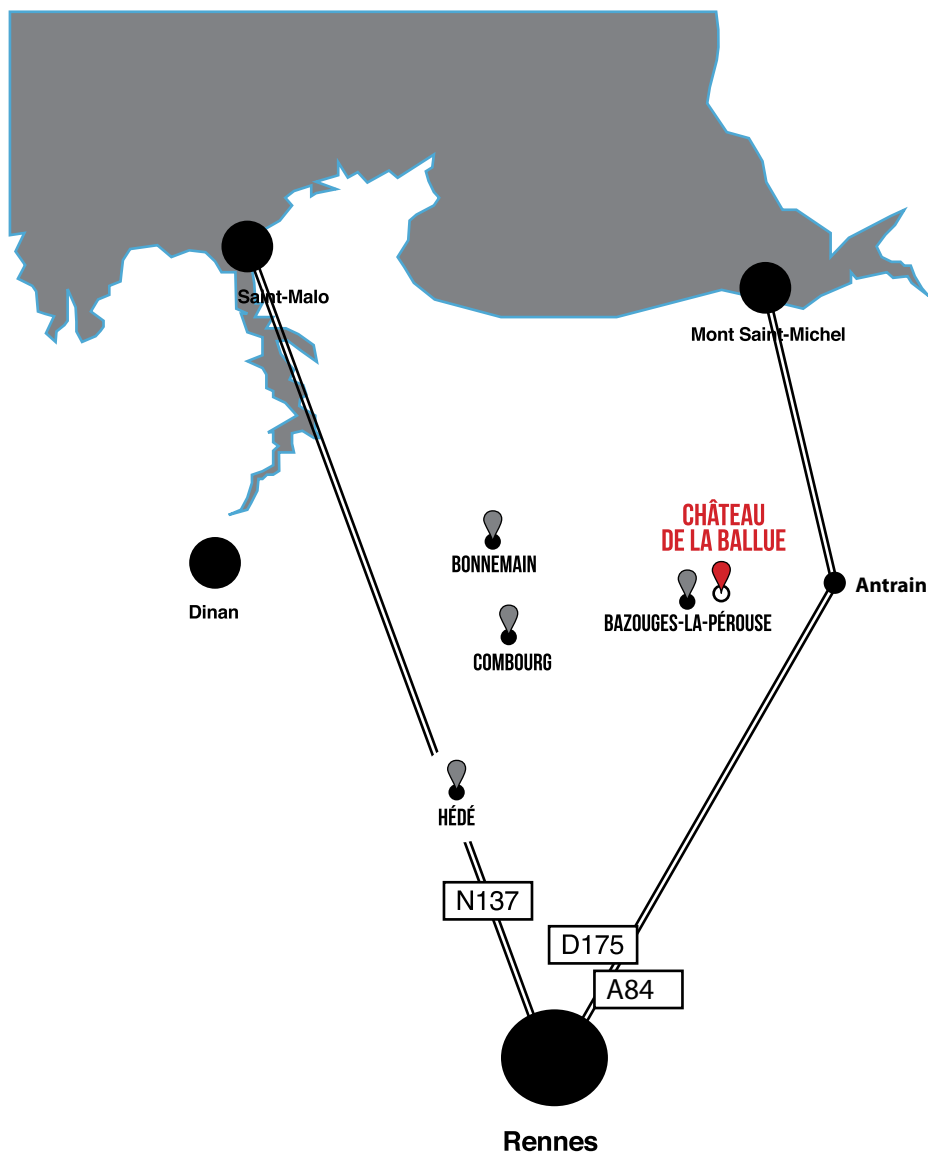 Saint-Malo
Mont Saint-Michel
CHÂTEAU
DE LA BALLUE
BONNEMAIN
Antrain
Dinan
BAZOUGES-LA-PÉROUSE
COMBOURG
HÉDÉ
N137
D175
A84
Rennes